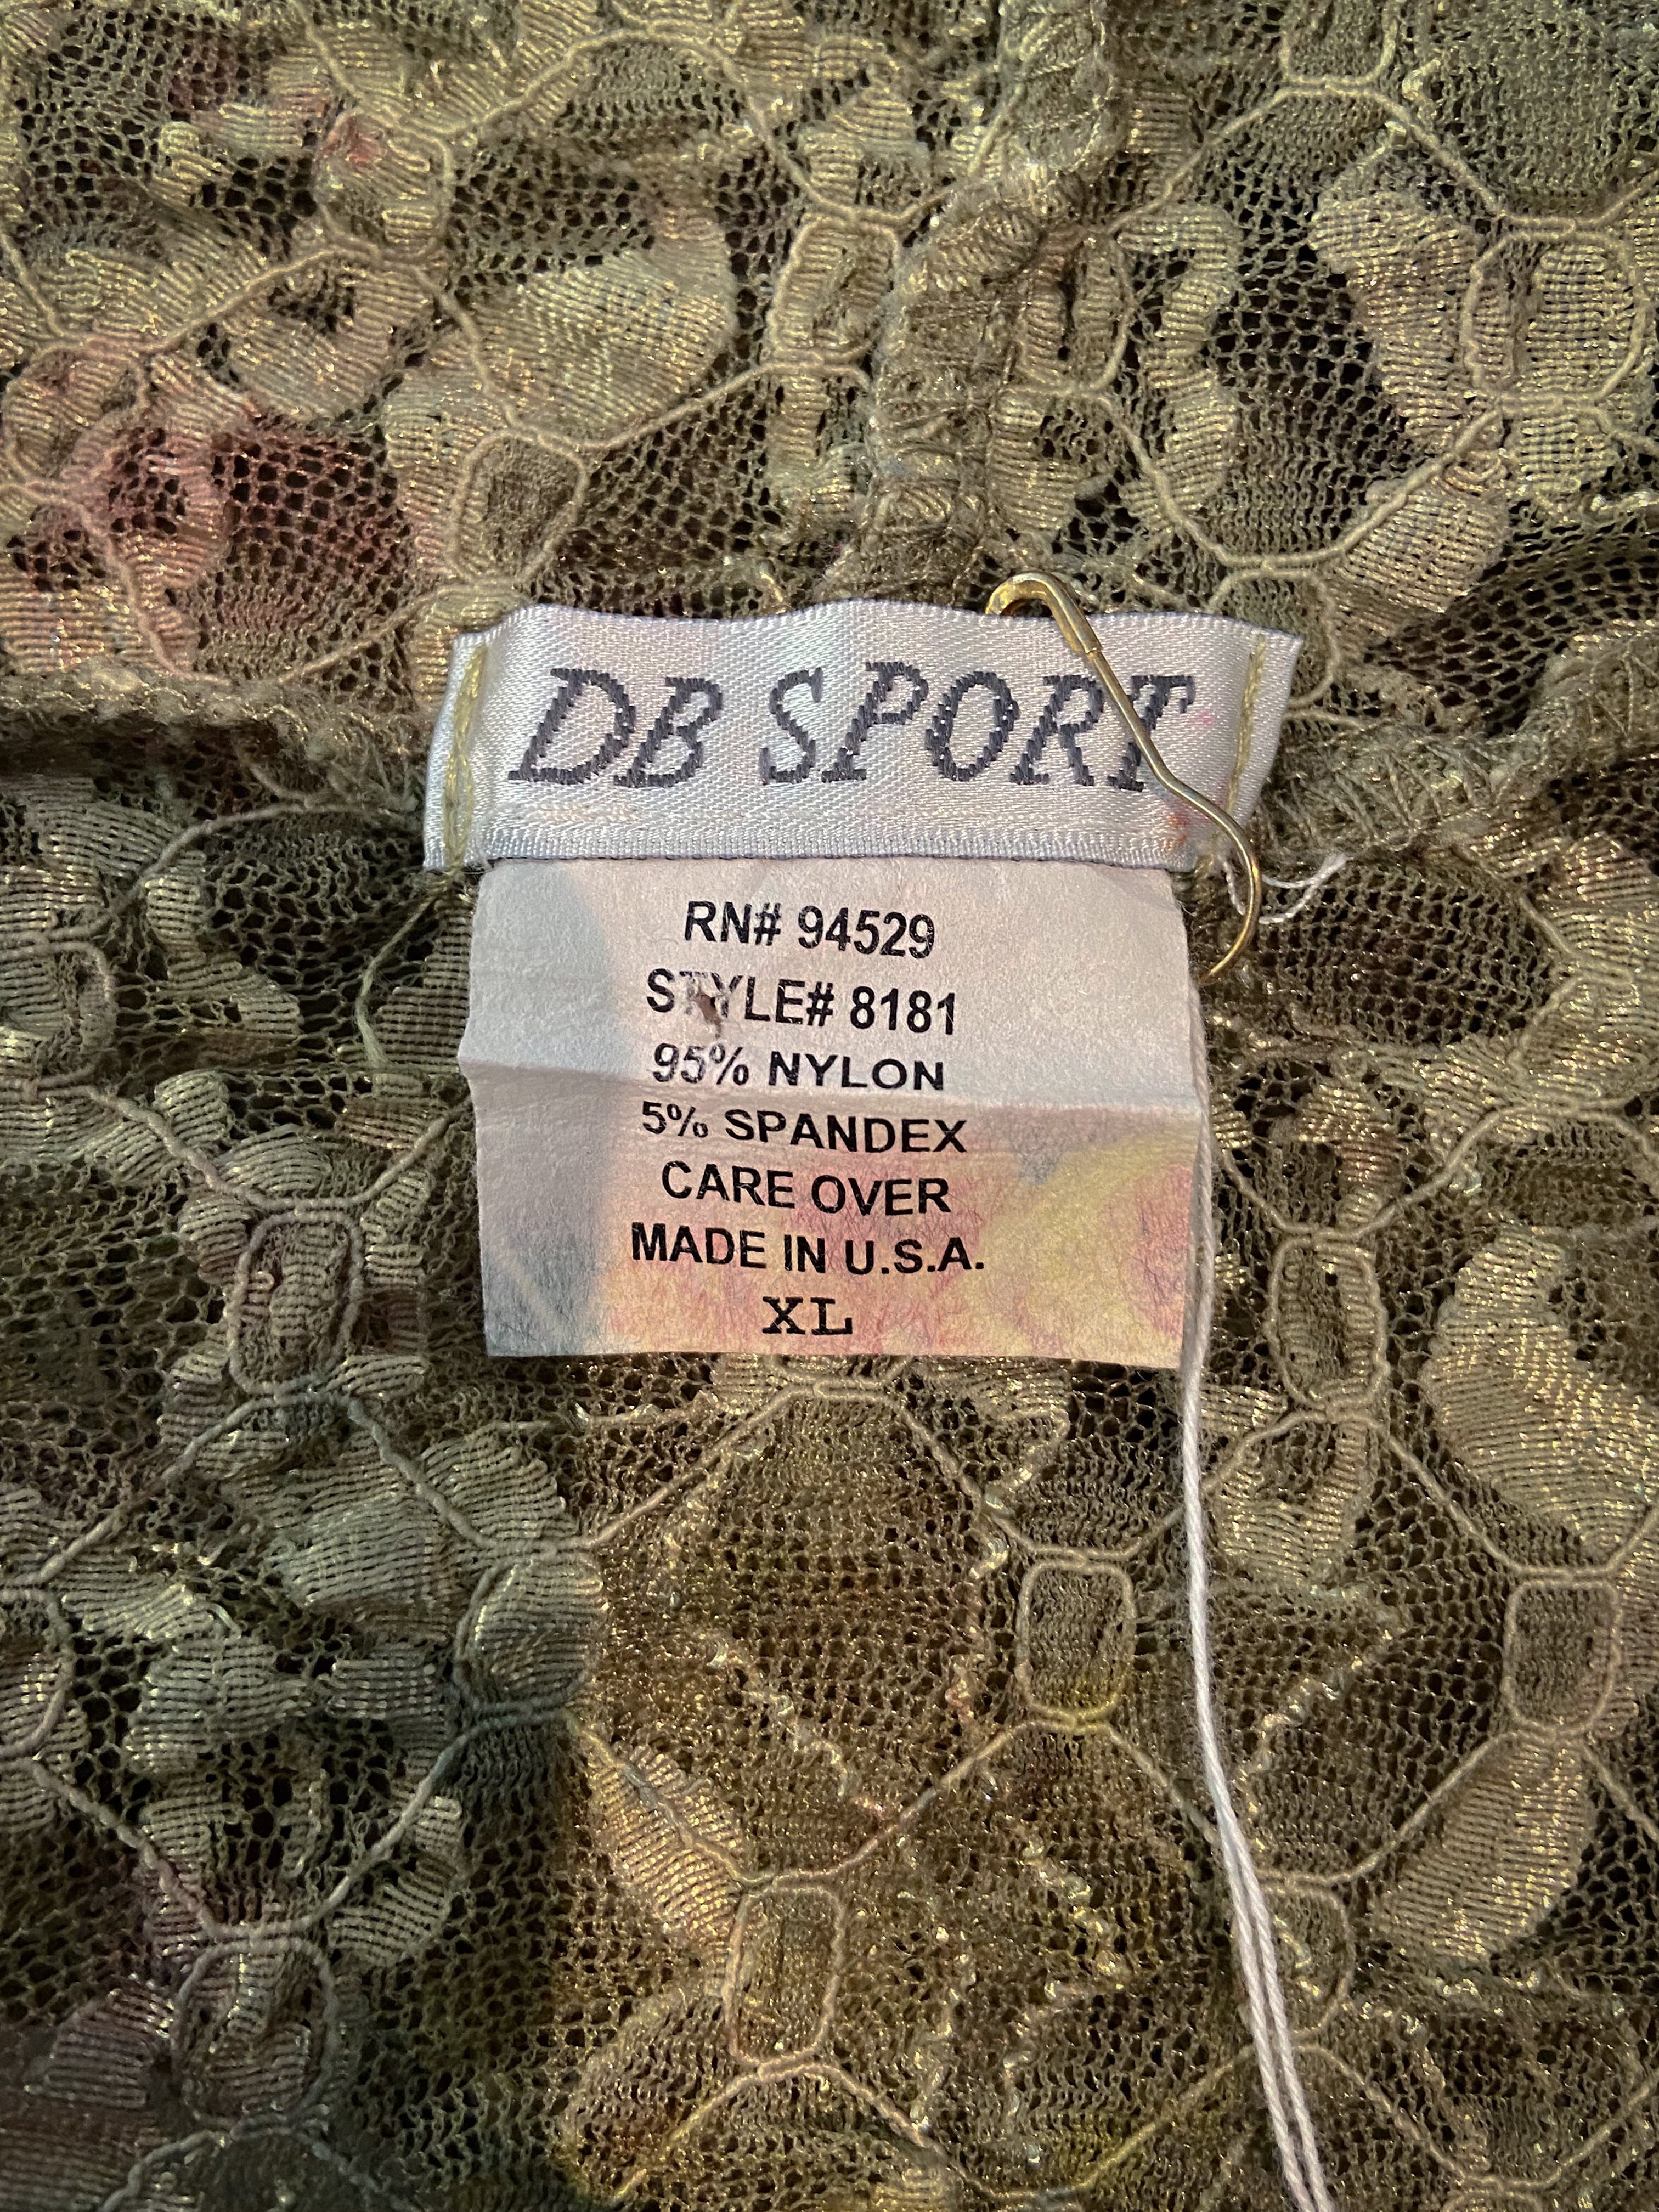 DB SPORT
RN# 94529
STYLE# 8181
95% NYLON
5% SPANDEX
CARE OVER
MADE IN U.S.A.
XL